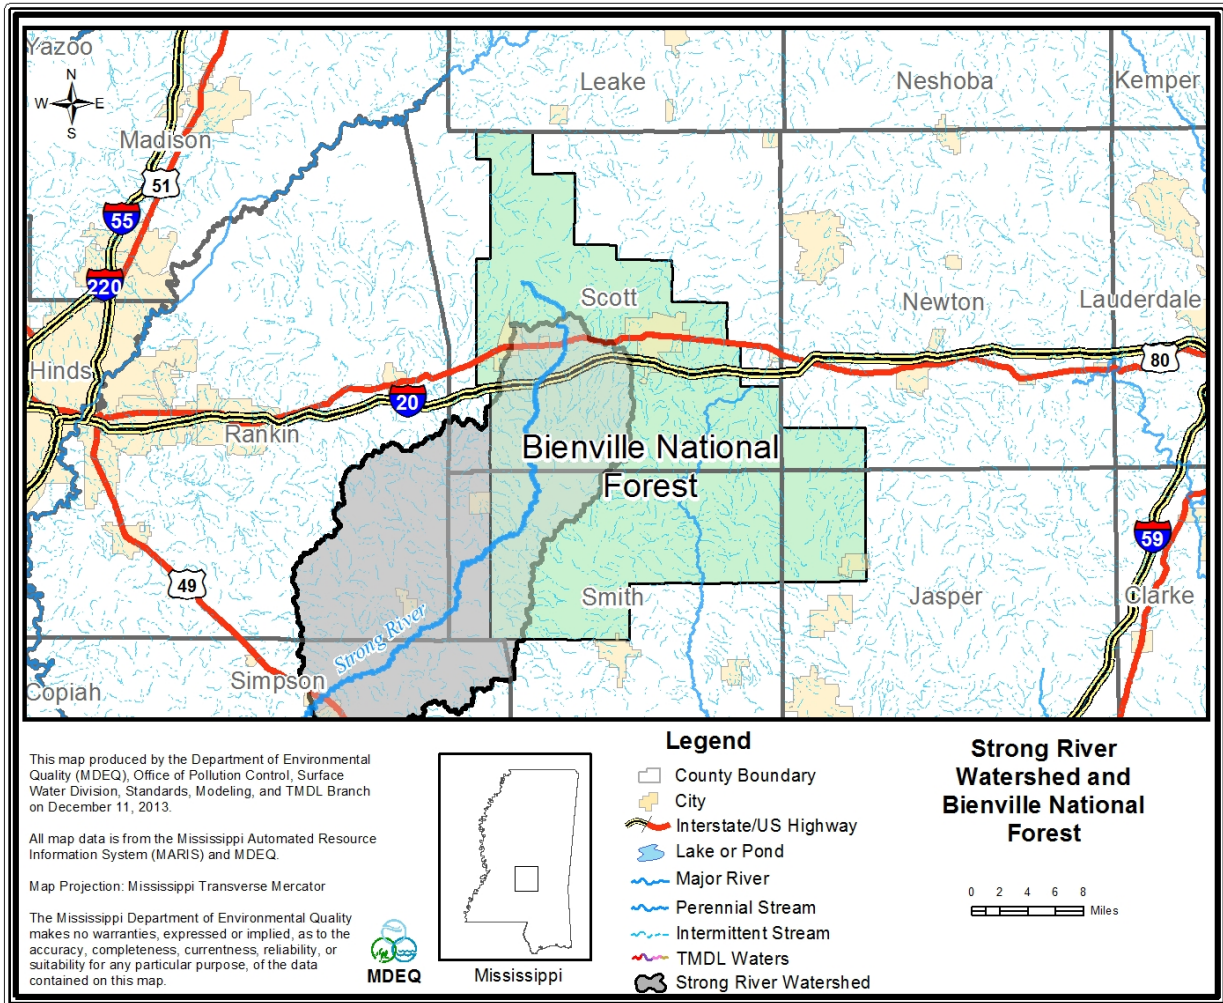 Yazoo
N
W E
S
Leake
Neshoba
Kemper
Madison
51
55
220
Scott
Newton
Lauderdale
Hinds
80
20
Rankin
Bienville National
Forest
59
49
Smith
Jasper
Clarke
Strong River
Simpson
Copiah
This map produced by the Department of Environmental
Quality (MDEQ), Office of Pollution Control, Surface
Water Division, Standards, Modeling, and TMDL Branch
on December 11, 2013.
All map data is from the Mississippi Automated Resource
Information System (MARIS) and MDEQ.
Map Projection: Mississippi Transverse Mercator
The Mississippi Department of Environmental Quality
makes no warranties, expressed or implied, as to the
accuracy, completeness, currentness, reliability, or
suitability for any particular purpose, of the data
contained on this map.
MDEQ
Mississippi
Legend
County Boundary
City
Interstate/US Highway
Lake or Pond
Major River
Perennial Stream
Intermittent Stream
TMDL Waters
Strong River Watershed
Strong River
Watershed and
Bienville National
Forest
0 2 4 6 8
Miles